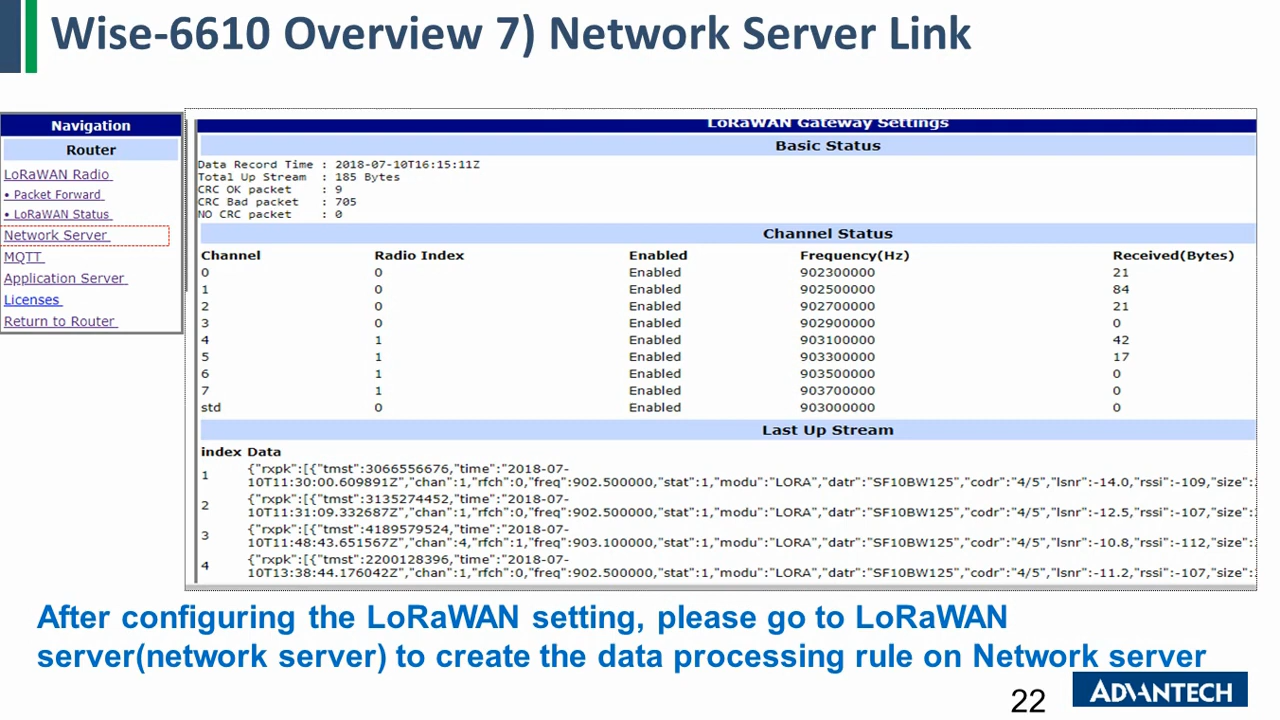 Wise-6610 Overview 7) Network Server Link
Navigation
Router
LoRaWAN Radio
• Packet Forward
• LoRaWAN Status
Network Server
MQTT
Application Server
Licenses
Return to Router
LoRaWAN Gateway Settings
Basic Status
Data Record Time : 2018-07-10T16:15:11Z
Total Up Stream : 185 Bytes
CRC OK packet : 9
CRC Bad packet : 705
NO CRC packet : 0
Channel Status
Channel Radio Index Enabled Frequency(Hz) Received(Bytes)
0 0 Enabled 902300000 21
1 0 Enabled 902500000 84
2 0 Enabled 902700000 21
3 0 Enabled 902900000 0
4 1 Enabled 903100000 42
5 1 Enabled 903300000 17
6 1 Enabled 903500000 0
7 1 Enabled 903700000 0
std 0 Enabled 903000000 0
Last Up Stream
index Data
1 {"rxpk":[{"tmst":3066556676,"time":"2018-07-
10T11:30:00.609891Z","chan":1,"rfch":0,"freq":902.500000,"stat":1,"modu":"LORA","datr":"SF10BW125","codr":"4/5","lsnr":-14.0,"rssi":-109,"size":
2 {"rxpk":[{"tmst":3135274452,"time":"2018-07-
10T11:31:09.332687Z","chan":1,"rfch":0,"freq":902.500000,"stat":1,"modu":"LORA","datr":"SF10BW125","codr":"4/5","lsnr":-12.5,"rssi":-107,"size":
3 {"rxpk":[{"tmst":4189579524,"time":"2018-07-
10T11:48:43.651567Z","chan":4,"rfch":1,"freq":903.100000,"stat":1,"modu":"LORA","datr":"SF10BW125","codr":"4/5","lsnr":-10.8,"rssi":-112,"size":
4 {"rxpk":[{"tmst":2200128396,"time":"2018-07-
10T13:38:44.176042Z","chan":1,"rfch":0,"freq":902.500000,"stat":1,"modu":"LORA","datr":"SF10BW125","codr":"4/5","lsnr":-11.2,"rssi":-107,"size":
After configuring the LoRaWAN setting, please go to LoRaWAN
server(network server) to create the data processing rule on Network server
22
ADVANTECH